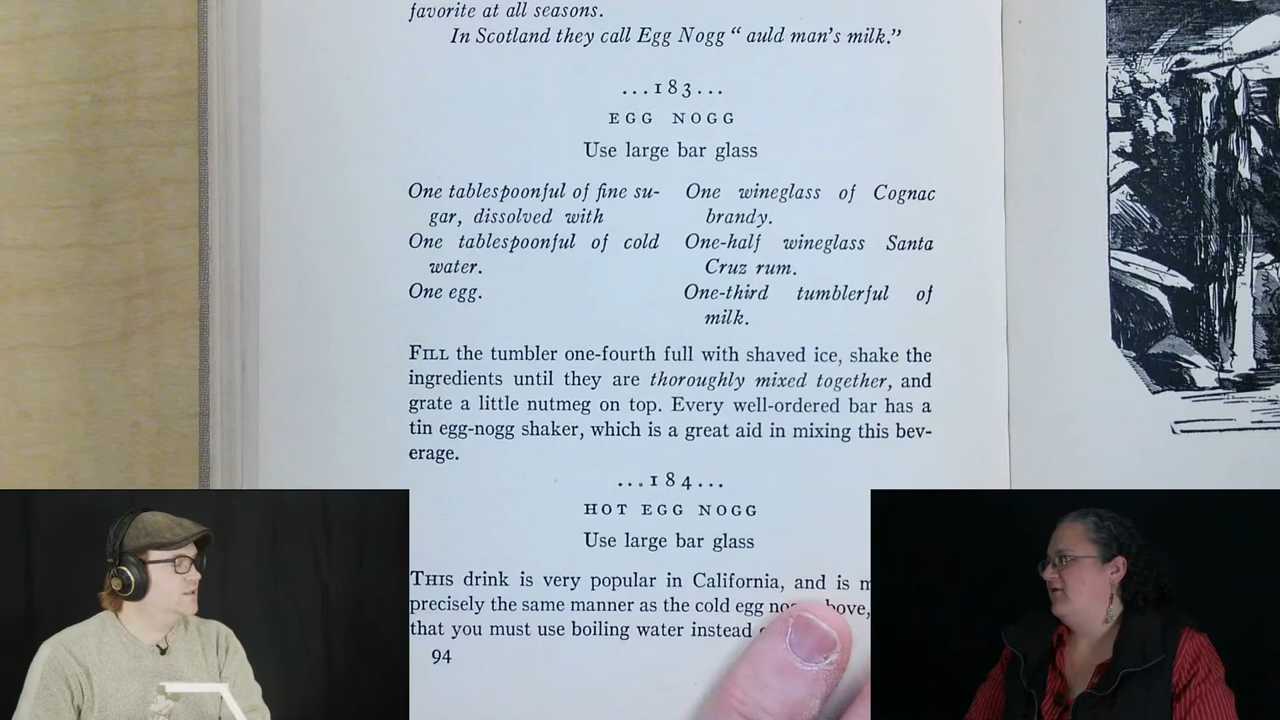 favorite at all seasons.
In Scotland they call Egg Nogg “ auld man's milk.”
...183...
EGG NOGG
Use large bar glass
One tablespoonful of fine su-
gar, dissolved with
One tablespoonful of cold
water.
One egg.
One wineglass of Cognac
brandy.
One-half wineglass Santa
Cruz rum.
One-third tumblerful of
milk.
FILL the tumbler one-fourth full with shaved ice, shake the
ingredients until they are thoroughly mixed together, and
grate a little nutmeg on top. Every well-ordered bar has a
tin egg-nogg shaker, which is a great aid in mixing this bev-
erage.
...184...
HOT EGG NOGG
Use large bar glass
THIS drink is very popular in California, and is
precisely the same manner as the cold egg
that you must use boiling water instead
94